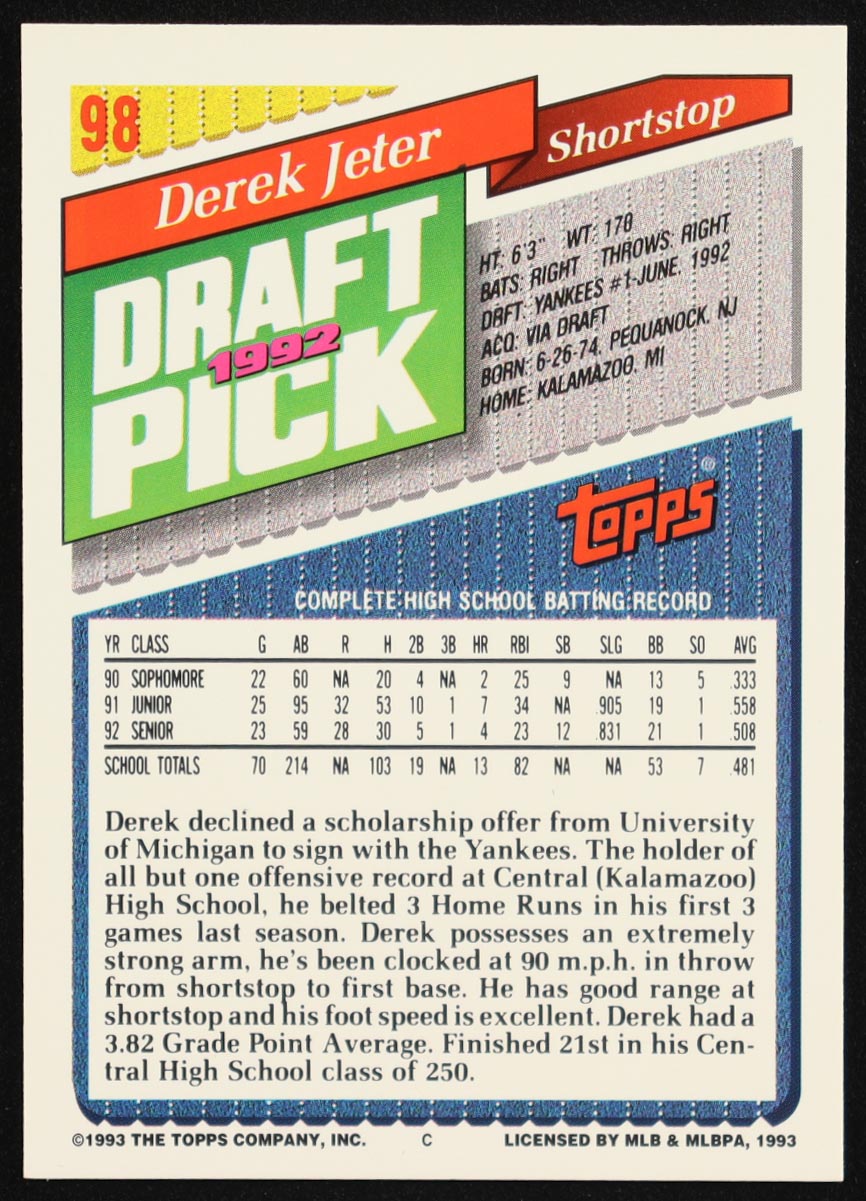 98
Derek Jeter
Shortstop
DRAFT
1992
PICK
HT: 6'3" WT: 170
BATS: RIGHT THROWS: RIGHT
DRFT: YANKEES #1-JUNE, 1992
ACQ: VIA DRAFT
BORN: 6-26-74, PEQUANOCK, NJ
HOME: KALAMAZOO, MI
TOPPS®
COMPLETE HIGH SCHOOL BATTING RECORD
YR CLASS G AB R H 2B 3B HR RBI SB SLG BB SO AVG
90 SOPHOMORE 22 60 NA 20 4 NA 2 25 9 NA 13 5 .333
91 JUNIOR 25 95 32 53 10 1 7 34 NA .905 19 1 .558
92 SENIOR 23 59 28 30 5 1 4 23 12 .831 21 1 .508
SCHOOL TOTALS 70 214 NA 103 19 NA 13 82 NA NA 53 7 .481
Derek declined a scholarship offer from University
of Michigan to sign with the Yankees. The holder of
all but one offensive record at Central (Kalamazoo)
High School, he belted 3 Home Runs in his first 3
games last season. Derek possesses an extremely
strong arm, he's been clocked at 90 m.p.h. in throw
from shortstop to first base. He has good range at
shortstop and his foot speed is excellent. Derek had a
3.82 Grade Point Average. Finished 21st in his Cen-
tral High School class of 250.
©1993 THE TOPPS COMPANY, INC. C LICENSED BY MLB & MLBPA, 1993